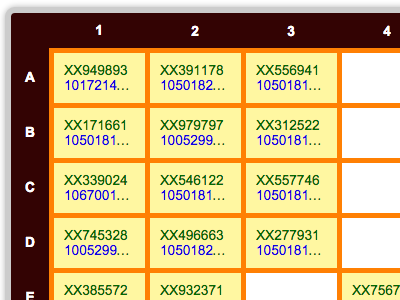 1 2 3 4
A XX949893 XX391178 XX556941
1017214... 1050182... 1050181...
B XX171661 XX979797 XX312522
1050181... 1005299... 1050181...
C XX339024 XX546122 XX557746
1067001... 1050181... 1050181...
D XX745328 XX496663 XX277931
1005299... 1050182... 1050181...
E XX385572 XX932371 XX7567